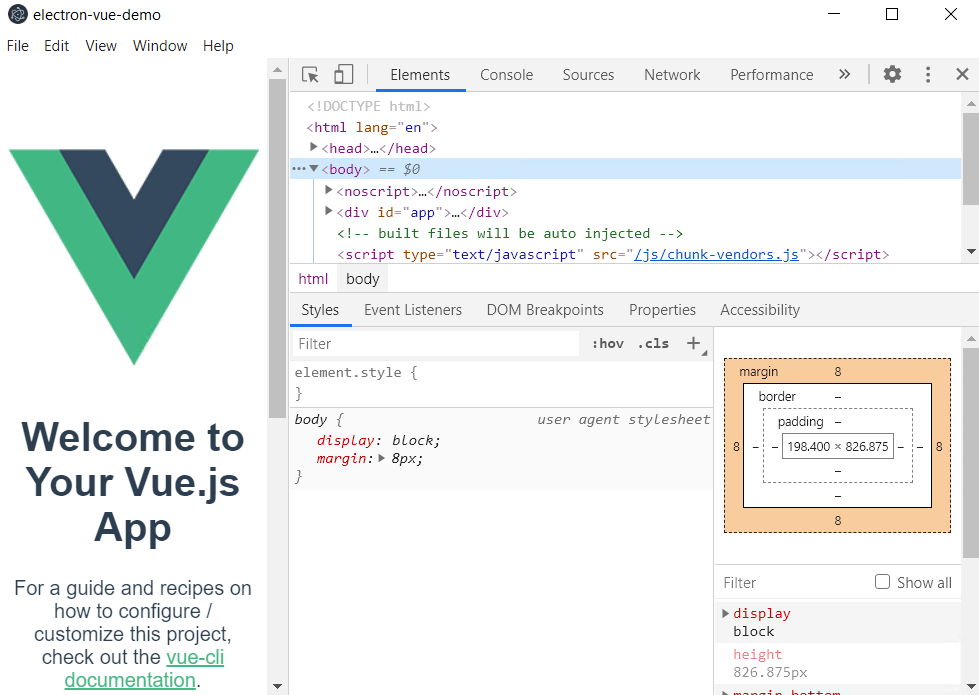 electron-vue-demo
File Edit View Window Help
Welcome to
Your Vue.js
App
For a guide and recipes on
how to configure /
customize this project,
check out the vue-cli
documentation.
Elements Console Sources Network Performance »
<!DOCTYPE html>
<html lang="en">
<head>…</head>
<body> == $0
<noscript>…</noscript>
<div id="app">…</div>
<!-- built files will be auto injected -->
<script type="text/javascript" src="/js/chunk-vendors.js"></script>
html body
Styles Event Listeners DOM Breakpoints Properties Accessibility
Filter :hov .cls +
element.style {
}
body { user agent stylesheet
display: block;
margin: 8px;
}
margin 8
border –
padding –
8 – – 198.400 × 826.875 – – 8
–
–
8
Filter Show all
display
block
height
826.875px
margin-bottom